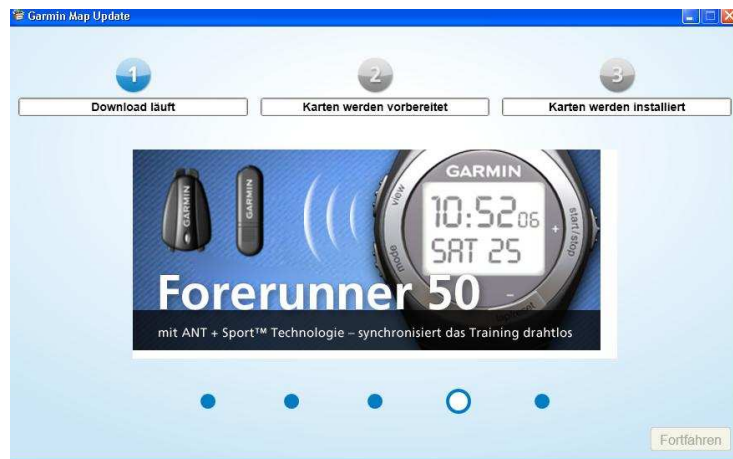 Garmin Map Update
1
2
3
Download läuft
Karten werden vorbereitet
Karten werden installiert
GARMIN
GARMIN
GARMIN
view
mode
start/stop
10:52 06
SAT 25
+
–
Forerunner 50
mit ANT + Sport™ Technologie – synchronisiert das Training drahtlos
Fortfahren